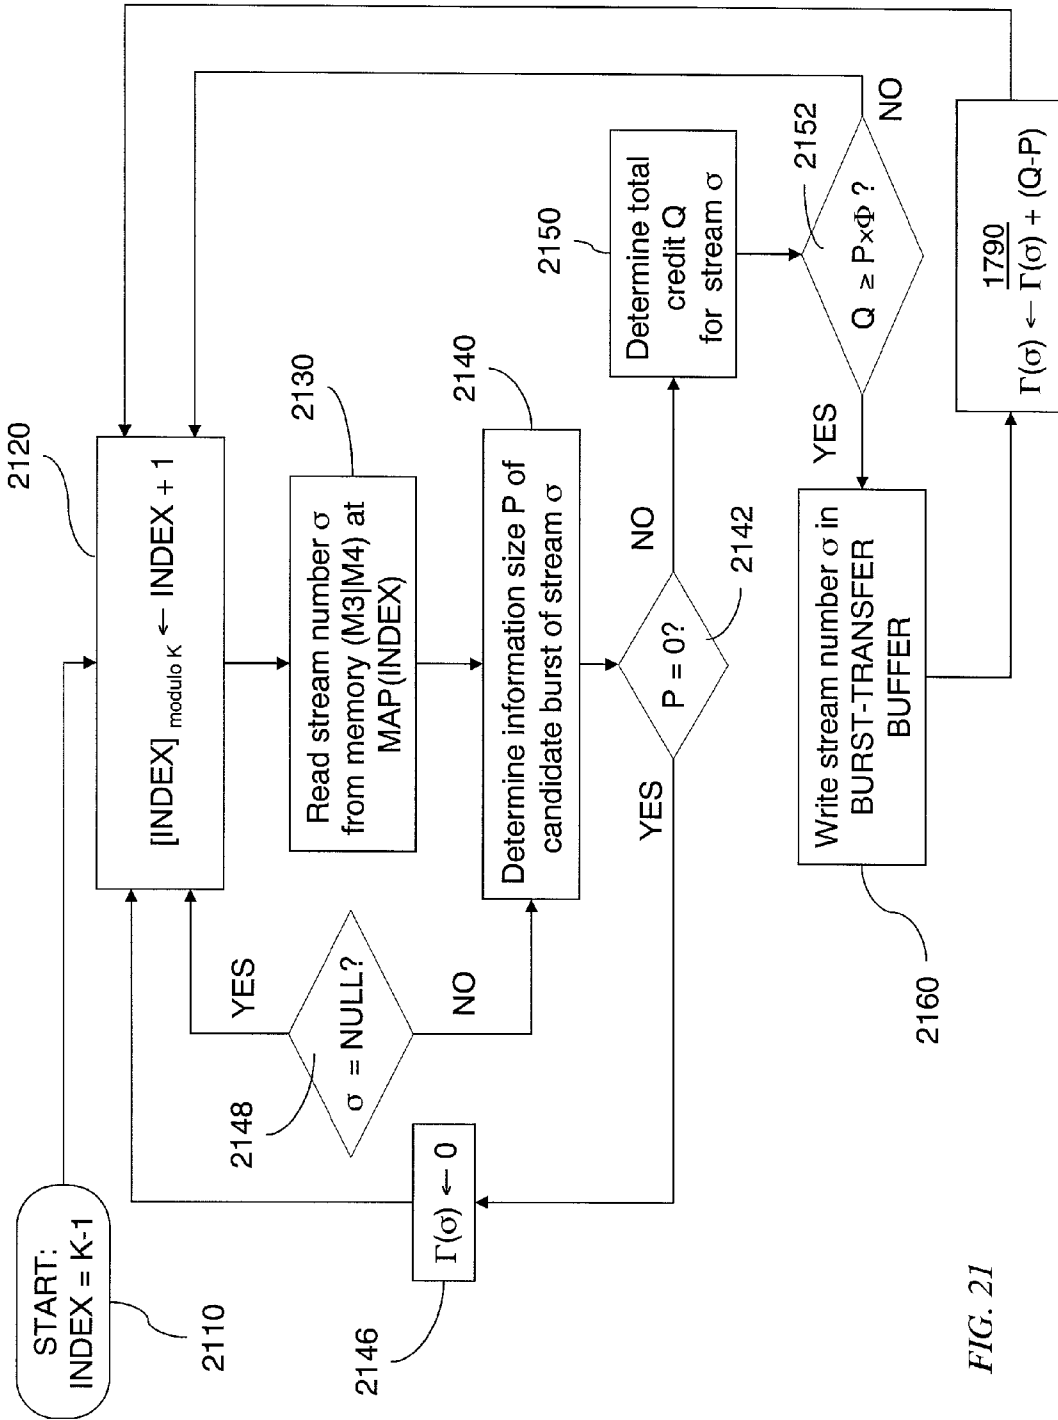 START:
INDEX = K-1
2110
2120
[INDEX] modulo K ← INDEX + 1
2130
Read stream number σ
from memory (M3|M4) at
MAP(INDEX)
2148
σ = NULL?
YES
NO
2140
Determine information size P of
candidate burst of stream σ
2142
P = 0?
YES
NO
2146
Γ(σ) ← 0
2150
Determine total
credit Q
for stream σ
2152
Q ≥ P×Φ ?
YES
NO
2160
Write stream number σ in
BURST-TRANSFER
BUFFER
1790
Γ(σ) ← Γ(σ) + (Q-P)
FIG. 21